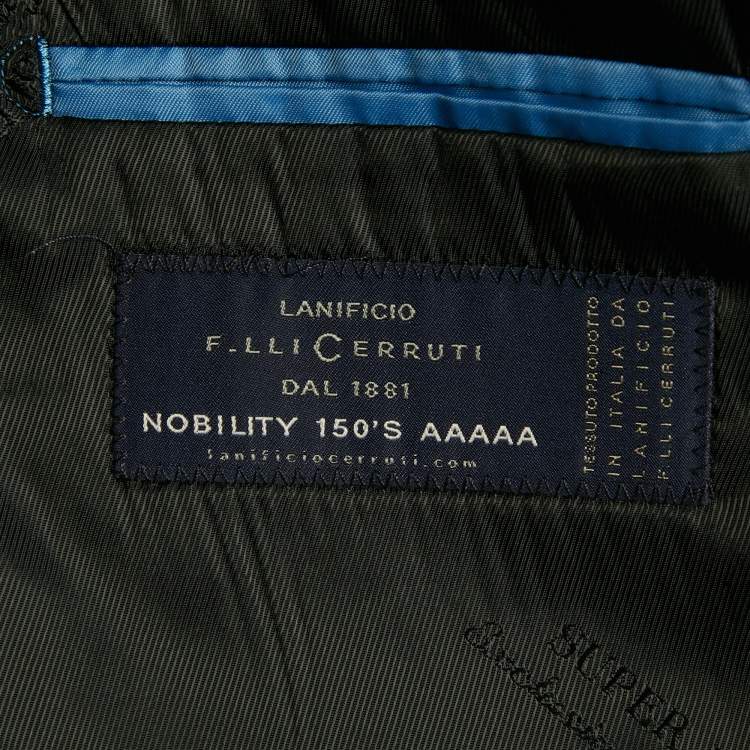 LANIFICIO
F.LLI CERRUTI
DAL 1881
NOBILITY 150'S AAAAA
lanificiocerruti.com
TESSUTO PRODOTTO
IN ITALIA DA
LANIFICIO
F.LLI CERRUTI
SUPER